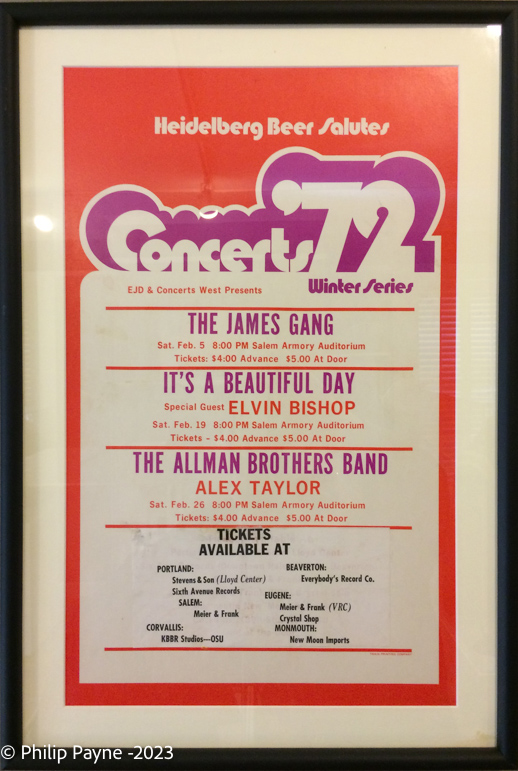 Heidelberg Beer Salutes
Concerts '72
Winter Series
EJD & Concerts West Presents
THE JAMES GANG
Sat. Feb. 5 8:00 PM Salem Armory Auditorium
Tickets: $4:00 Advance $5.00 At Door
IT'S A BEAUTIFUL DAY
Special Guest ELVIN BISHOP
Sat. Feb. 19 8:00 PM Salem Armory Auditorium
Tickets – $4.00 Advance $5.00 At Door
THE ALLMAN BROTHERS BAND
ALEX TAYLOR
Sat. Feb. 26 8:00 PM Salem Armory Auditorium
Tickets: $4.00 Advance $5.00 At Door
TICKETS
AVAILABLE AT
PORTLAND:
Stevens & Son (Lloyd Center)
Sixth Avenue Records
SALEM:
Meier & Frank
CORVALLIS:
KBBR Studios—OSU
BEAVERTON:
Everybody's Record Co.
EUGENE:
Meier & Frank (VRC)
Crystal Shop
MONMOUTH:
New Moon Imports
© Philip Payne -2023